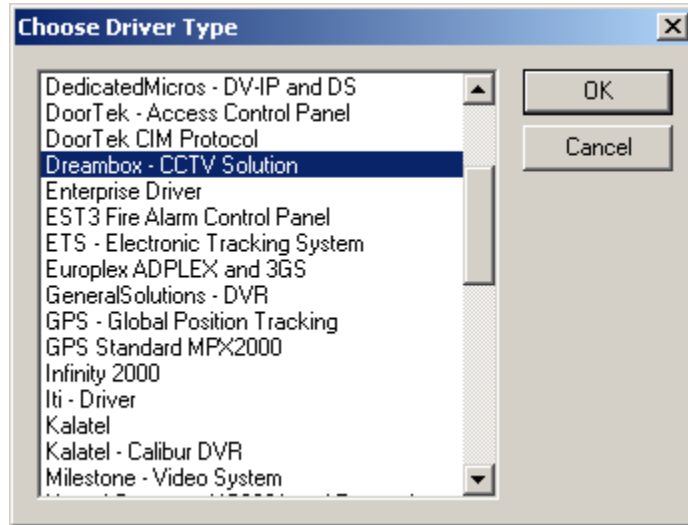 Choose Driver Type
DedicatedMicros - DV-IP and DS
DoorTek - Access Control Panel
DoorTek CIM Protocol
Dreambox - CCTV Solution
Enterprise Driver
EST3 Fire Alarm Control Panel
ETS - Electronic Tracking System
Europlex ADPLEX and 3GS
GeneralSolutions - DVR
GPS - Global Position Tracking
GPS Standard MPX2000
Infinity 2000
Iti - Driver
Kalatel
Kalatel - Calibur DVR
Milestone - Video System
OK
Cancel